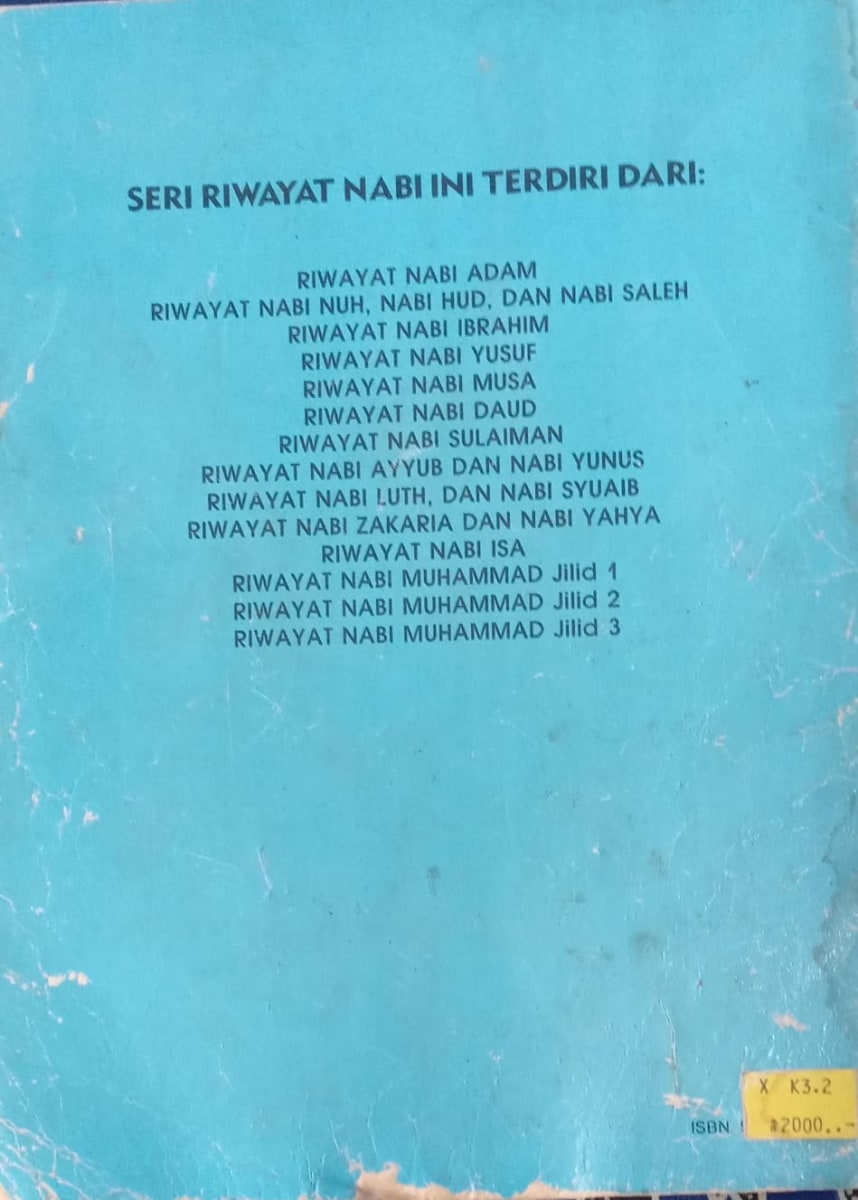 SERI RIWAYAT NABI INI TERDIRI DARI:
RIWAYAT NABI ADAM
RIWAYAT NABI NUH, NABI HUD, DAN NABI SALEH
RIWAYAT NABI IBRAHIM
RIWAYAT NABI YUSUF
RIWAYAT NABI MUSA
RIWAYAT NABI DAUD
RIWAYAT NABI SULAIMAN
RIWAYAT NABI AYYUB DAN NABI YUNUS
RIWAYAT NABI LUTH, DAN NABI SYUAIB
RIWAYAT NABI ZAKARIA DAN NABI YAHYA
RIWAYAT NABI ISA
RIWAYAT NABI MUHAMMAD Jilid 1
RIWAYAT NABI MUHAMMAD Jilid 2
RIWAYAT NABI MUHAMMAD Jilid 3
X K3.2
2000..-
ISBN